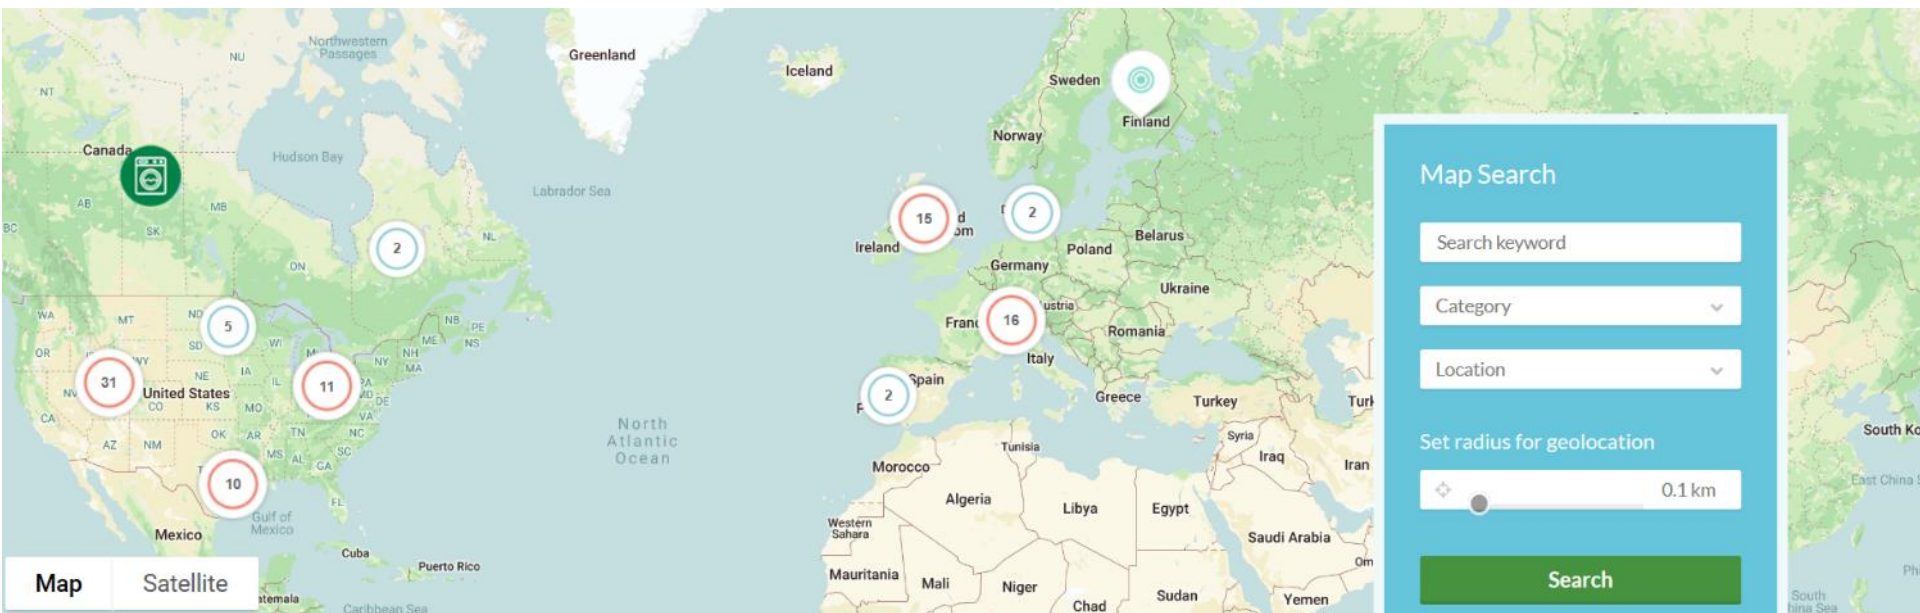 Northwestern
Passages
NU
Greenland
Iceland
Sweden
NT
Finland
Norway
Canada
Hudson Bay
Labrador Sea
AB
MB
SK
BC
NL
ON
2
15
2
Ireland
Belarus
Poland
Germany
Ukraine
WA
MT
ND
5
SD
WI
NB
PE
ME
NS
NH
MA
NY
OR
31
United States
NE
IA
IL
11
NV
CO
KS
MO
DE
VA
CA
AZ
NM
OK
AR
TN
NC
MS
AL
SC
GA
10
FL
16
Romania
Italy
Spain
2
Greece
Turkey
North
Atlantic
Ocean
Morocco
Tunisia
Syria
Iraq
Iran
Algeria
Libya
Egypt
Western
Sahara
Saudi Arabia
Mexico
Gulf of
Mexico
Cuba
Puerto Rico
Mauritania
Mali
Niger
Chad
Sudan
Yemen
Caribbean Sea
Map Satellite
Map Search
Search keyword
Category
Location
Set radius for geolocation
0.1 km
Search
South Ko
East China S
South